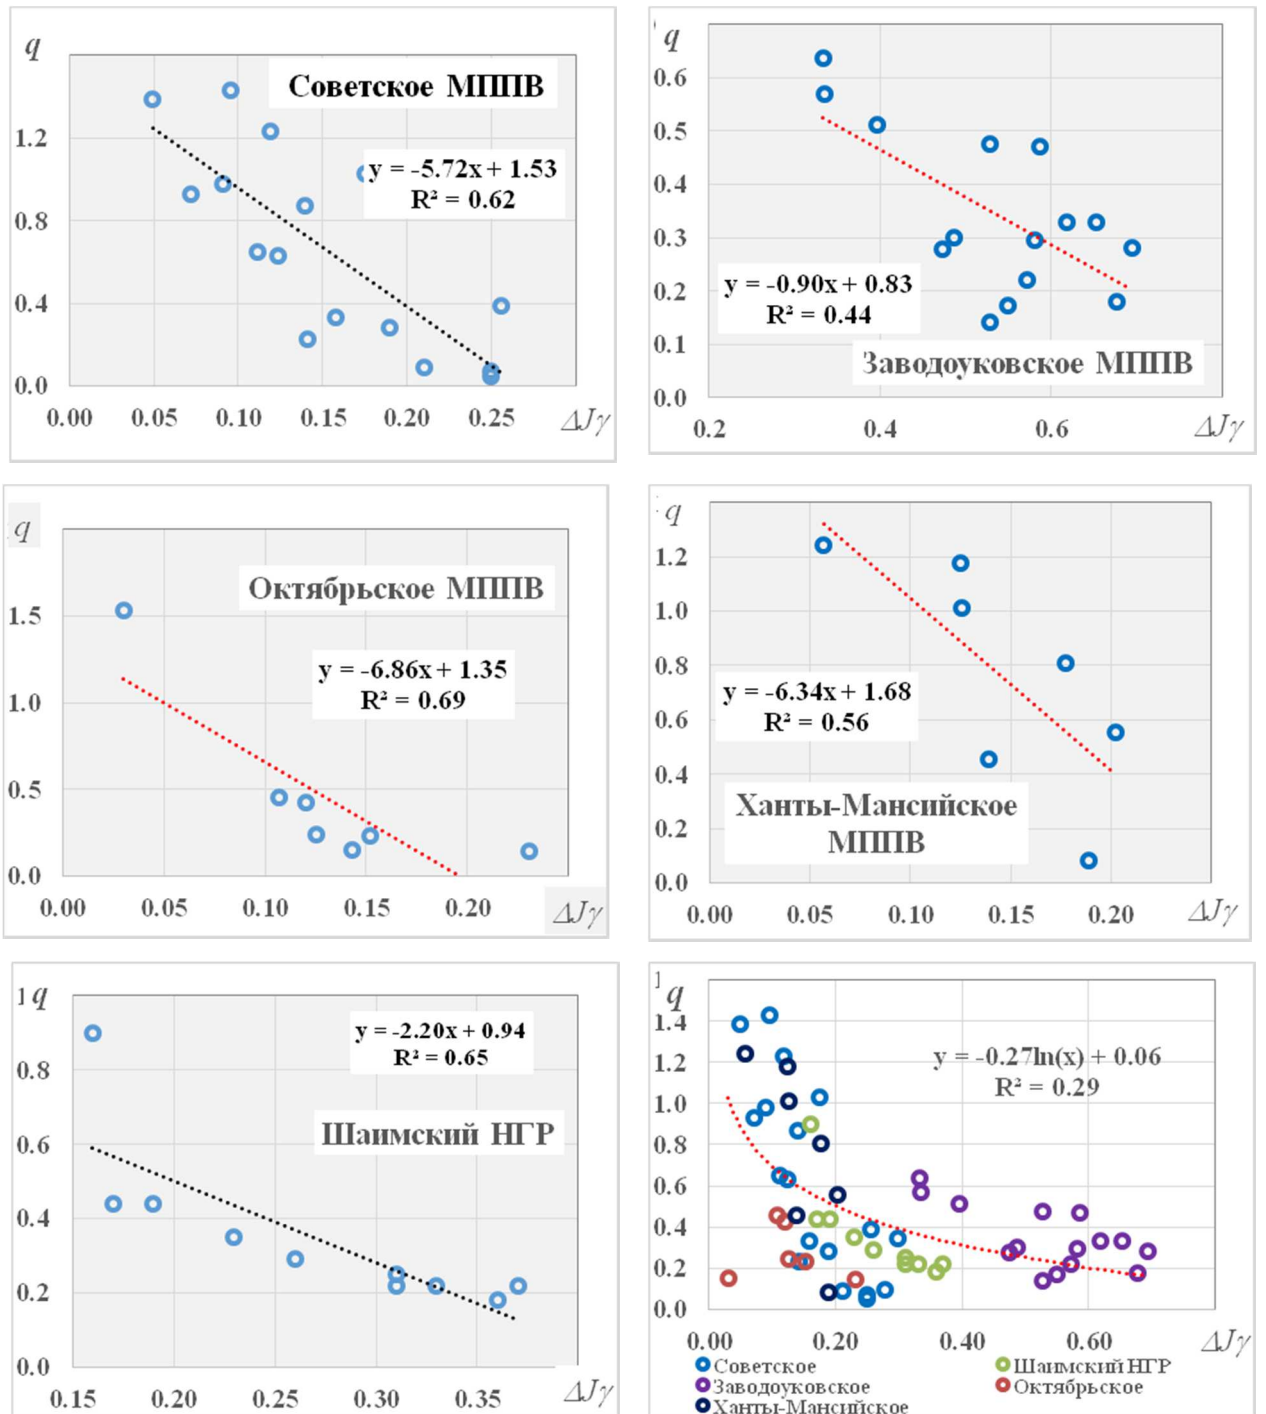 q
Советское МППВ
1.2
y = -5.72x + 1.53
R² = 0.62
0.8
0.4
0.0
0.00 0.05 0.10 0.15 0.20 0.25 ΔJγ
q
0.6
0.5
0.4
0.3
y = -0.90x + 0.83
R² = 0.44
0.2
0.1
Заводоуковское МППВ
0.0
0.2 0.4 0.6 ΔJγ
q
Октябрьское МППВ
1.5
y = -6.86x + 1.35
R² = 0.69
1.0
0.5
0.0
0.00 0.05 0.10 0.15 0.20 ΔJγ
q
1.2
1.0
0.8
y = -6.34x + 1.68
R² = 0.56
0.6
0.4
Ханты-Мансийское
МППВ
0.2
0.0
0.00 0.05 0.10 0.15 0.20 ΔJγ
1 q
y = -2.20x + 0.94
R² = 0.65
0.8
Шаимский НГР
0.6
0.4
0.2
0.0
0.15 0.20 0.25 0.30 0.35 ΔJγ
q
1.4
y = -0.27ln(x) + 0.06
R² = 0.29
1.2
1.0
0.8
0.6
0.4
0.2
0.0
0.00 0.20 0.40 0.60 ΔJγ
Советское Шаимский НГР
Заводоуковское Октябрьское
Ханты-Мансийское